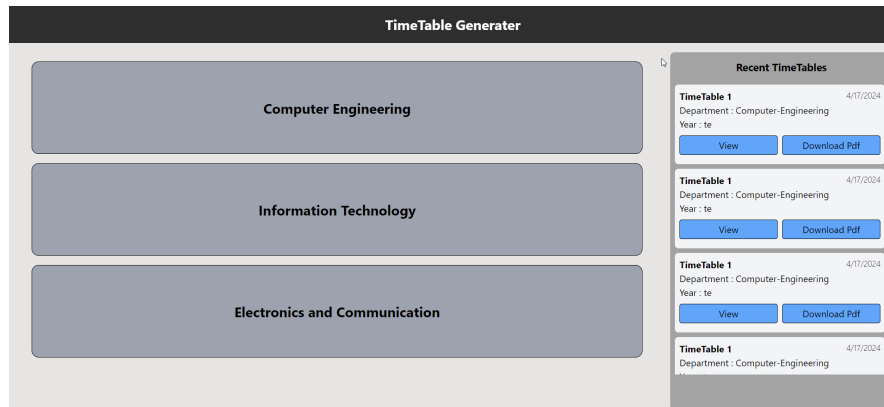 TimeTable Generater
Computer Engineering
Information Technology
Electronics and Communication
Recent TimeTables
TimeTable 1 4/17/2024
Department : Computer-Engineering
Year : te
View Download Pdf
TimeTable 1 4/17/2024
Department : Computer-Engineering
Year : te
View Download Pdf
TimeTable 1 4/17/2024
Department : Computer-Engineering
Year : te
View Download Pdf
TimeTable 1 4/17/2024
Department : Computer-Engineering